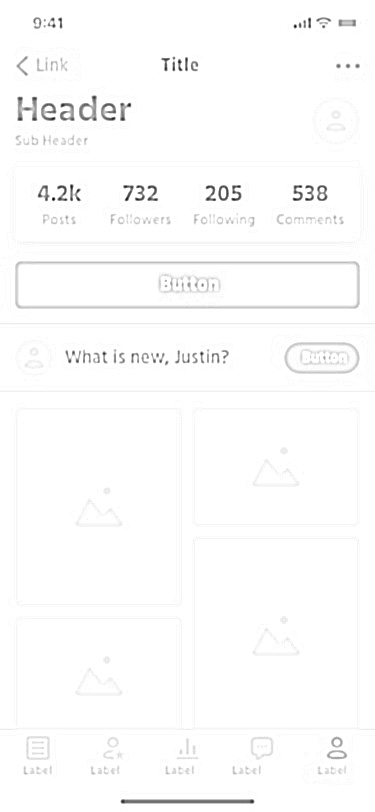 9:41
Link Title
Header
Sub Header
4.2k 732 205 538
Posts Followers Following Comments
Button
What is new, Justin? Button
Label Label Label Label Label